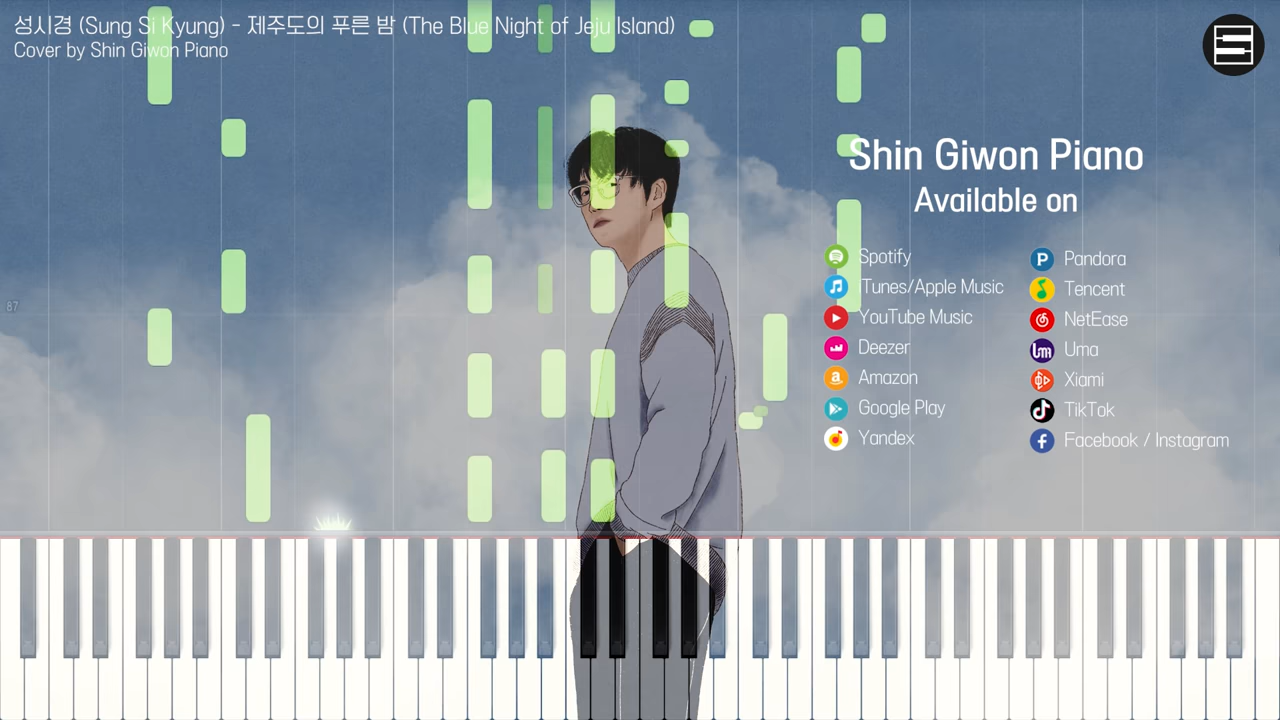 성시경 (Sung Si Kyung) - 제주도의 푸른 밤 (The Blue Night of Jeju Island)
Cover by Shin Giwon Piano
Shin Giwon Piano
Available on
Spotify
iTunes/Apple Music
YouTube Music
Deezer
Amazon
Google Play
Yandex
Pandora
Tencent
NetEase
Uma
Xiami
TikTok
Facebook / Instagram
87